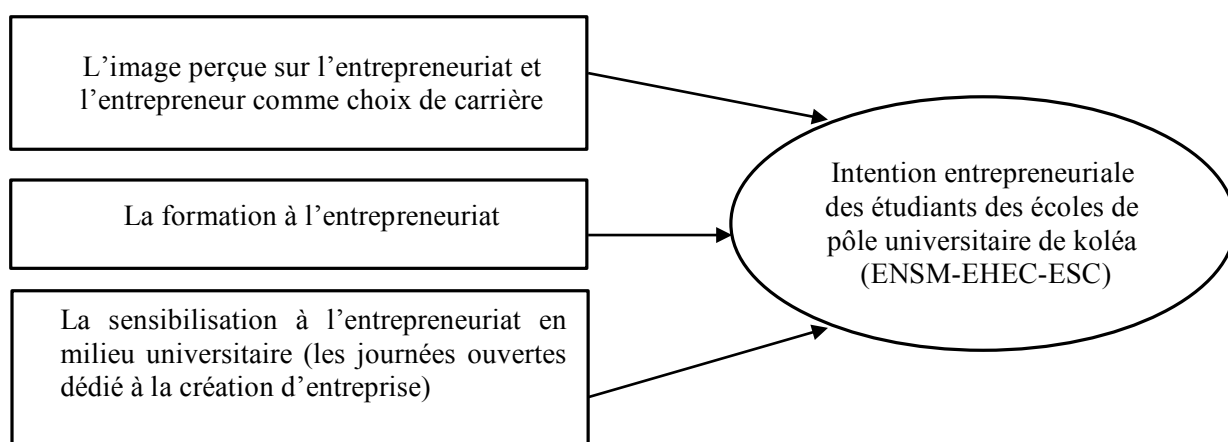 L’image perçue sur l’entrepreneuriat et
l’entrepreneur comme choix de carrière
La formation à l’entrepreneuriat
La sensibilisation à l’entrepreneuriat en
milieu universitaire (les journées ouvertes
dédié à la création d’entreprise)
Intention entrepreneuriale
des étudiants des écoles de
pôle universitaire de koléa
(ENSM-EHEC-ESC)